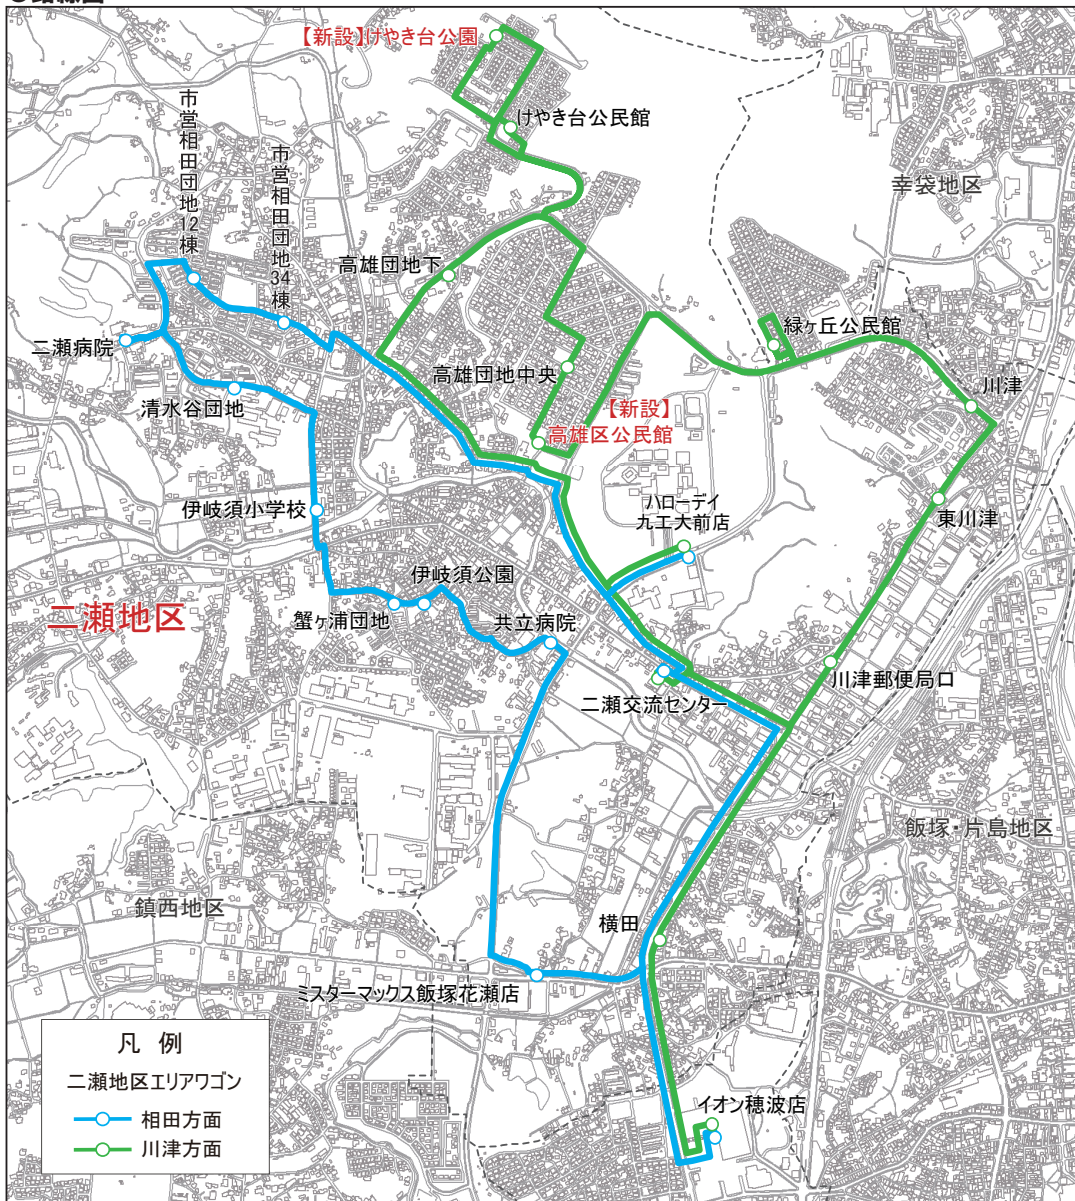 【新設】けやき台公園
けやき台公民館
市営相田団地12棟
市営相田団地34棟
幸袋地区
高雄団地下
緑ヶ丘公民館
二瀬病院
高雄団地中央
清水谷団地
川津
【新設】
高雄区公民館
ハローデイ
九工大前店
東川津
伊岐須小学校
伊岐須公園
二瀬地区
蟹ヶ浦団地
共立病院
川津郵便局口
二瀬交流センター
飯塚・片島地区
鎮西地区
横田
ミスターマックス飯塚花瀬店
イオン穂波店
凡 例
二瀬地区エリアワゴン
相田方面
川津方面